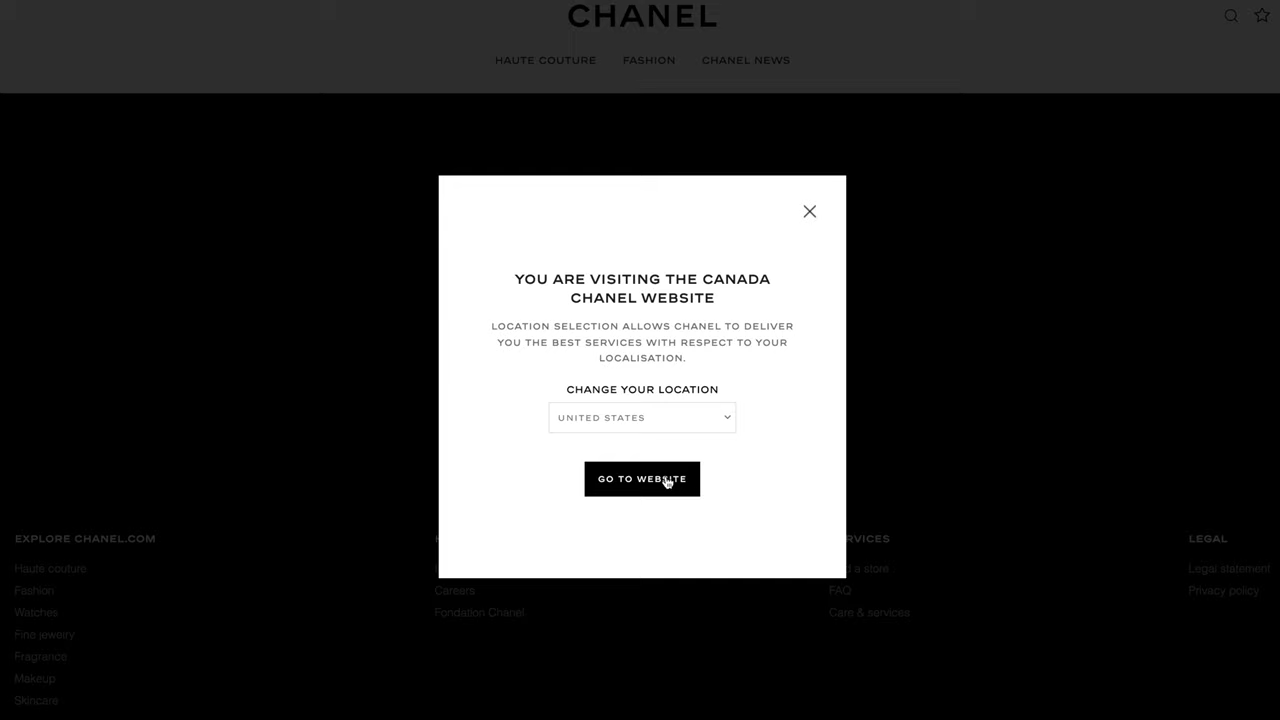 CHANEL
HAUTE COUTURE FASHION CHANEL NEWS
YOU ARE VISITING THE CANADA
CHANEL WEBSITE
LOCATION SELECTION ALLOWS CHANEL TO DELIVER
YOU THE BEST SERVICES WITH RESPECT TO YOUR
LOCALISATION.
CHANGE YOUR LOCATION
UNITED STATES
GO TO WEBSITE
EXPLORE CHANEL.COM
Haute couture
Fashion
Watches
Fine jewelry
Fragrance
Makeup
Skincare
Careers
Fondation Chanel
FAQ
Care & services
LEGAL
Legal statement
Privacy policy